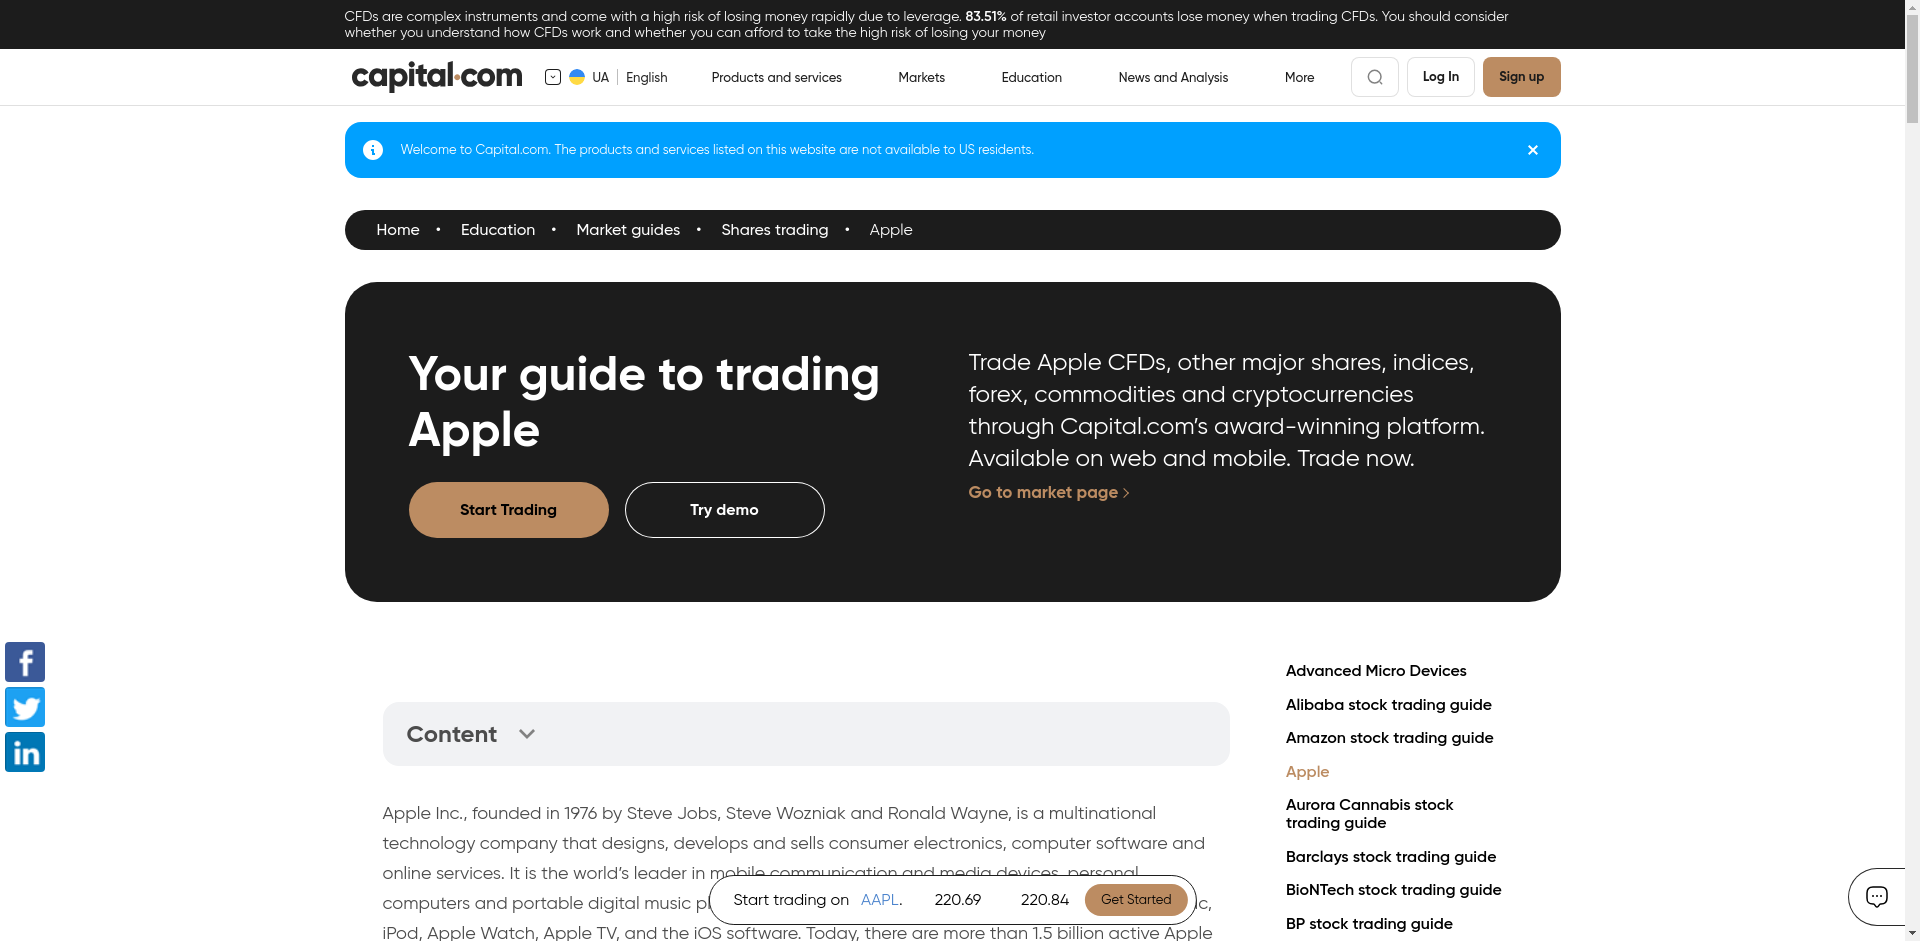 CFDs are complex instruments and come with a high risk of losing money rapidly due to leverage. 83.51% of retail investor accounts lose money when trading CFDs. You should consider
whether you understand how CFDs work and whether you can afford to take the high risk of losing your money
capital.com
UA
English
Products and services
Markets
Education
News and Analysis
More
Log In
Sign up
Welcome to Capital.com. The products and services listed on this website are not available to US residents.
Home • Education • Market guides • Shares trading • Apple
Your guide to trading
Apple
Start Trading
Try demo
Trade Apple CFDs, other major shares, indices,
forex, commodities and cryptocurrencies
through Capital.com’s award-winning platform.
Available on web and mobile. Trade now.
Go to market page
Content
Apple Inc., founded in 1976 by Steve Jobs, Steve Wozniak and Ronald Wayne, is a multinational
technology company that designs, develops and sells consumer electronics, computer software and
online services. It is the world’s leader in mobile communication and media devices, personal
computers and portable digital music
iPod, Apple Watch, Apple TV, and the iOS software. Today, there are more than 1.5 billion active Apple
Advanced Micro Devices
Alibaba stock trading guide
Amazon stock trading guide
Apple
Aurora Cannabis stock
trading guide
Barclays stock trading guide
BioNTech stock trading guide
BP stock trading guide
Start trading on AAPL. 220.69 220.84 Get Started